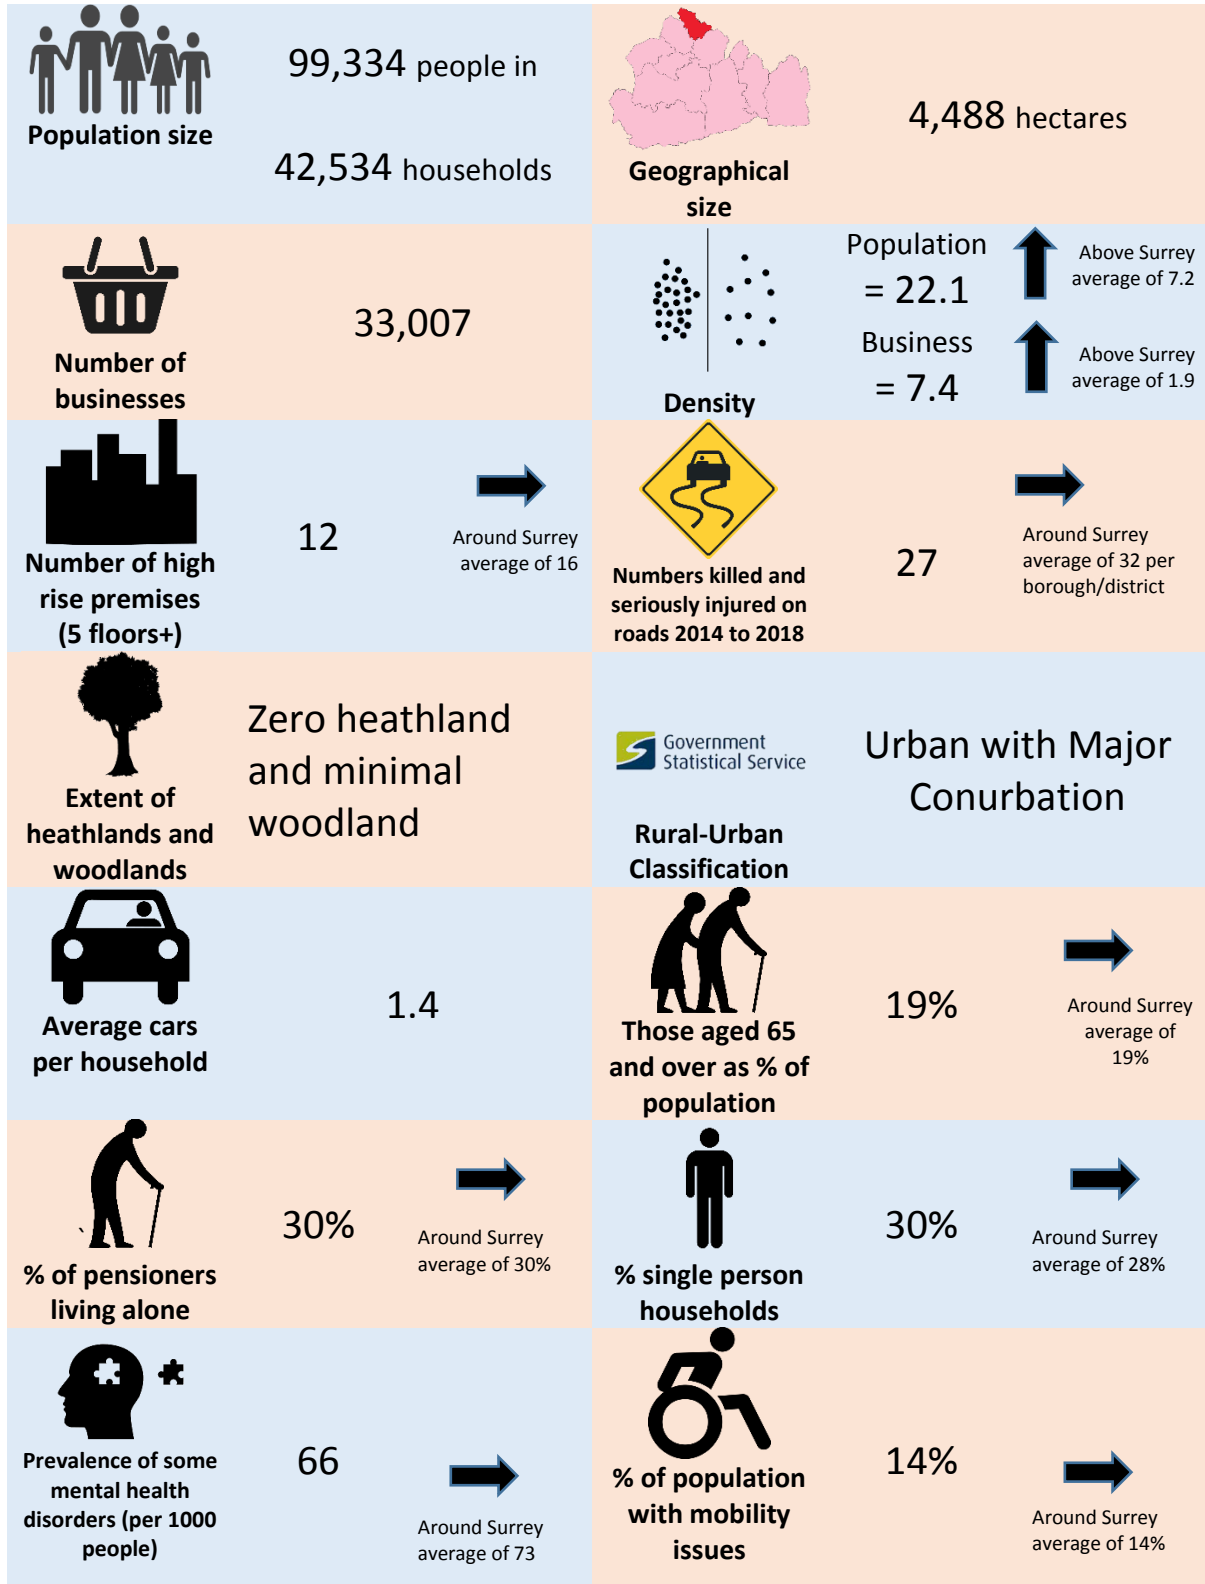 99,334 people in
42,534 households
Population size
4,488 hectares
Geographical
size
33,007
Number of
businesses
Population
= 22.1
Above Surrey
average of 7.2
Business
= 7.4
Above Surrey
average of 1.9
Density
12
Around Surrey
average of 16
Number of high
rise premises
(5 floors+)
27
Around Surrey
average of 32 per
borough/district
Numbers killed and
seriously injured on
roads 2014 to 2018
Zero heathland
and minimal
woodland
Extent of
heathlands and
woodlands
Government
Statistical Service
Urban with Major
Conurbation
Rural-Urban
Classification
1.4
Average cars
per household
19%
Around Surrey
average of
19%
Those aged 65
and over as % of
population
30%
Around Surrey
average of 30%
% of pensioners
living alone
30%
Around Surrey
average of 28%
% single person
households
66
Around Surrey
average of 73
Prevalence of some
mental health
disorders (per 1000
people)
14%
Around Surrey
average of 14%
% of population
with mobility
issues